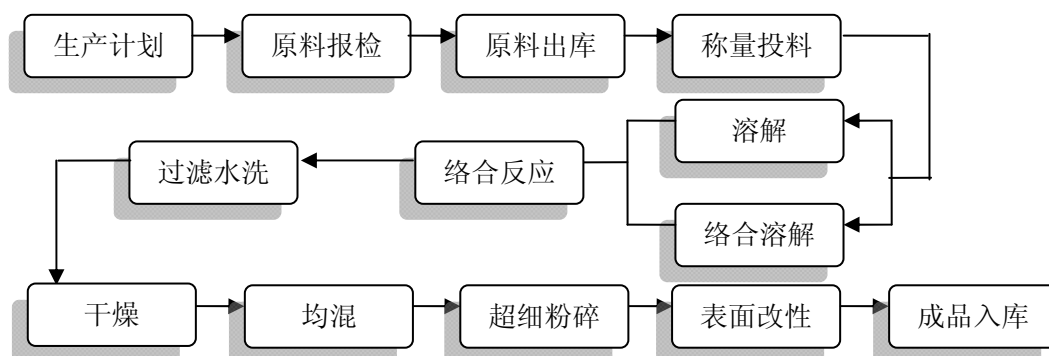 生产计划
原料报检
原料出库
称量投料
溶解
络合溶解
络合反应
过滤水洗
干燥
均混
超细粉碎
表面改性
成品入库